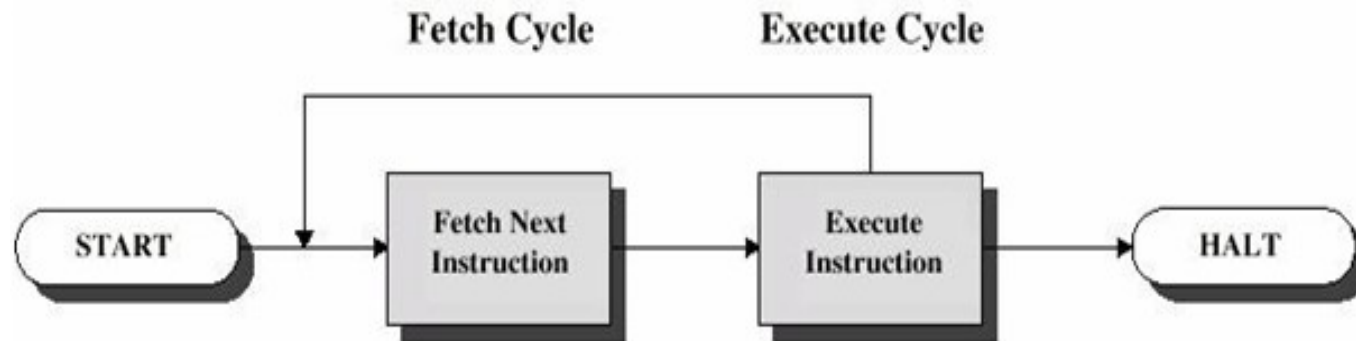 Fetch Cycle
Execute Cycle
START
Fetch Next
Instruction
Execute
Instruction
HALT